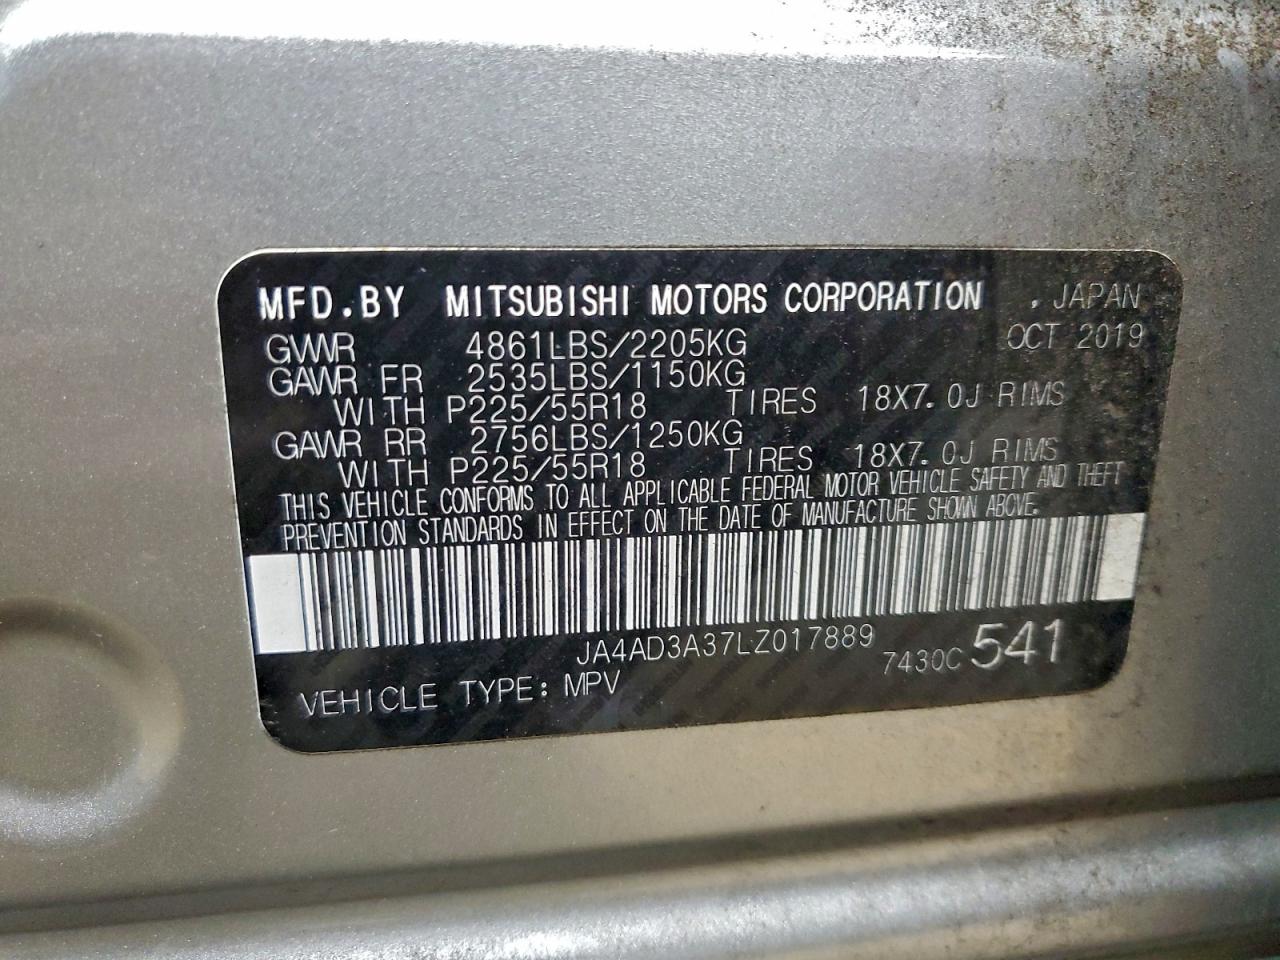 MFD.BY MITSUBISHI MOTORS CORPORATION . JAPAN
GVWR 4861LBS/2205KG OCT 2019
GAWR FR 2535LBS/1150KG
WITH P225/55R18 TIRES 18X7.0J RIMS
GAWR RR 2756LBS/1250KG
WITH P225/55R18 TIRES 18X7.0J RIMS
THIS VEHICLE CONFORMS TO ALL APPLICABLE FEDERAL MOTOR VEHICLE SAFETY AND THEFT
PREVENTION STANDARDS IN EFFECT ON THE DATE OF MANUFACTURE SHOWN ABOVE.
JA4AD3A37LZ017889 7430C 541
VEHICLE TYPE: MPV